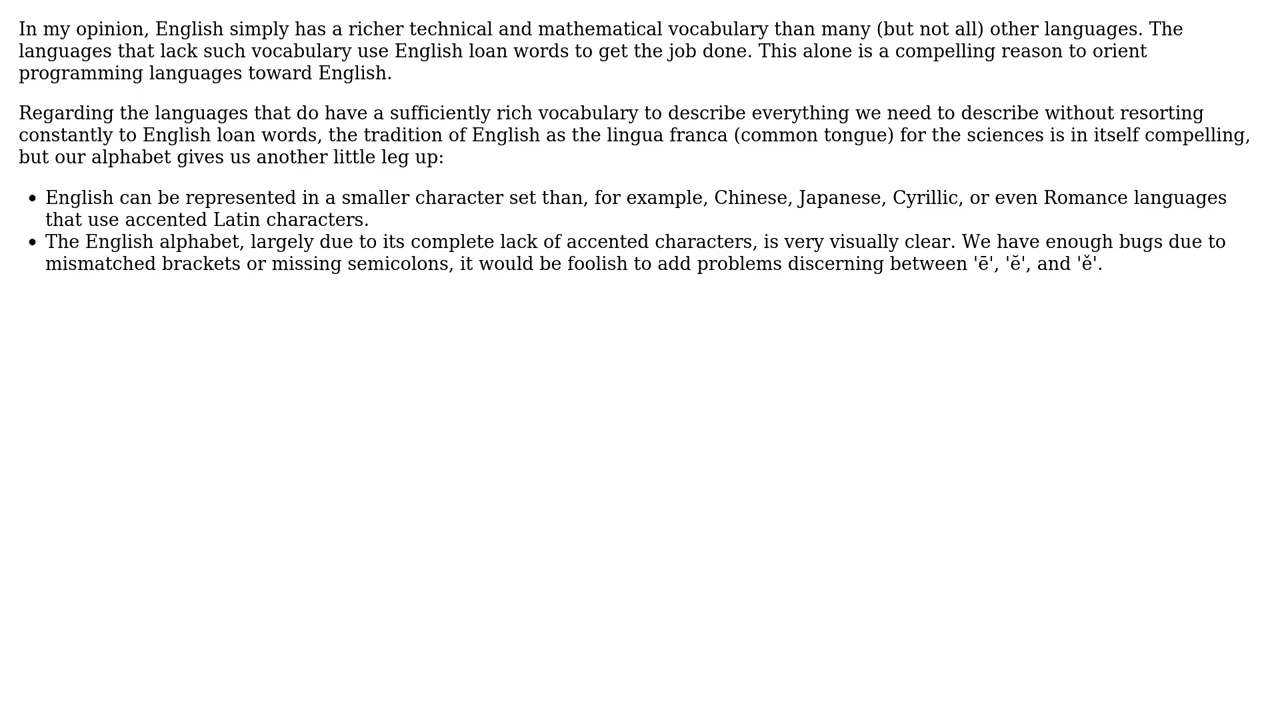 In my opinion, English simply has a richer technical and mathematical vocabulary than many (but not all) other languages. The
languages that lack such vocabulary use English loan words to get the job done. This alone is a compelling reason to orient
programming languages toward English.
Regarding the languages that do have a sufficiently rich vocabulary to describe everything we need to describe without resorting
constantly to English loan words, the tradition of English as the lingua franca (common tongue) for the sciences is in itself compelling,
but our alphabet gives us another little leg up:
• English can be represented in a smaller character set than, for example, Chinese, Japanese, Cyrillic, or even Romance languages
that use accented Latin characters.
• The English alphabet, largely due to its complete lack of accented characters, is very visually clear. We have enough bugs due to
mismatched brackets or missing semicolons, it would be foolish to add problems discerning between 'ē', 'ĕ', and 'ě'.